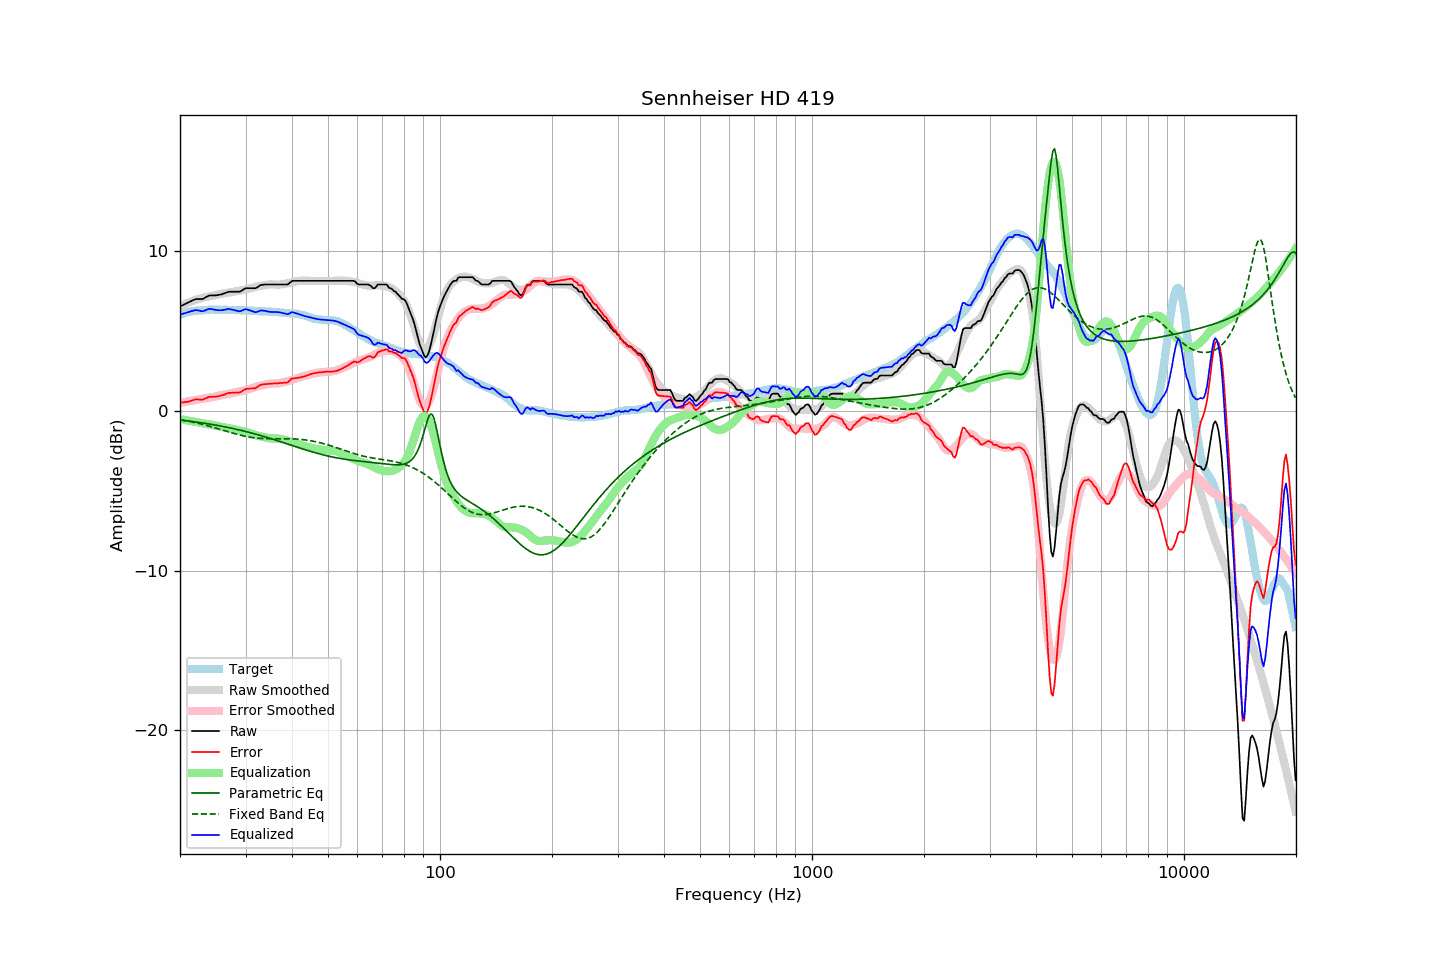 Sennheiser HD 419
10
0
−10
−20
Amplitude (dBr)
Target
Raw Smoothed
Error Smoothed
Raw
Error
Equalization
Parametric Eq
Fixed Band Eq
Equalized
100
1000
10000
Frequency (Hz)